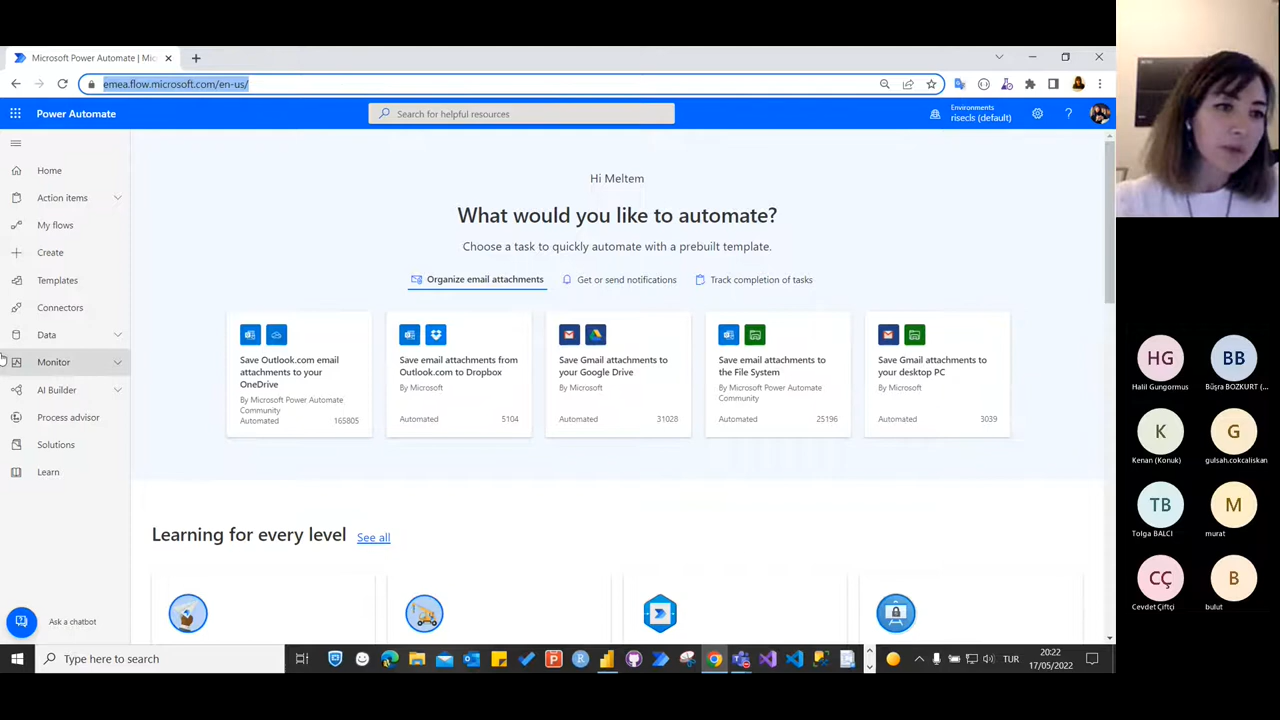 Microsoft Power Automate | Mic
emea.flow.microsoft.com/en-us/
Power Automate
Search for helpful resources
Environments
risecls (default)
Home
Action items
My flows
Create
Templates
Connectors
Data
Monitor
AI Builder
Process advisor
Solutions
Learn
Ask a chatbot
Hi Meltem
What would you like to automate?
Choose a task to quickly automate with a prebuilt template.
Organize email attachments
Get or send notifications
Track completion of tasks
Save Outlook.com email
attachments to your
OneDrive
By Microsoft Power Automate
Community
Automated 165805
Save email attachments from
Outlook.com to Dropbox
By Microsoft
Automated 5104
Save Gmail attachments to
your Google Drive
By Microsoft
Automated 31028
Save email attachments to
the File System
By Microsoft Power Automate
Community
Automated 25196
Save Gmail attachments to
your desktop PC
By Microsoft
Automated 3039
Learning for every level See all
HG
Halil Gungormus
BB
Büşra BOZKURT (...
K
Kenan (Konuk)
G
gulsah.cokcaliskan
TB
Tolga BALCI
M
murat
CÇ
Cevdet Çiftçi
B
bulut
Type here to search
TUR
20:22
17/05/2022